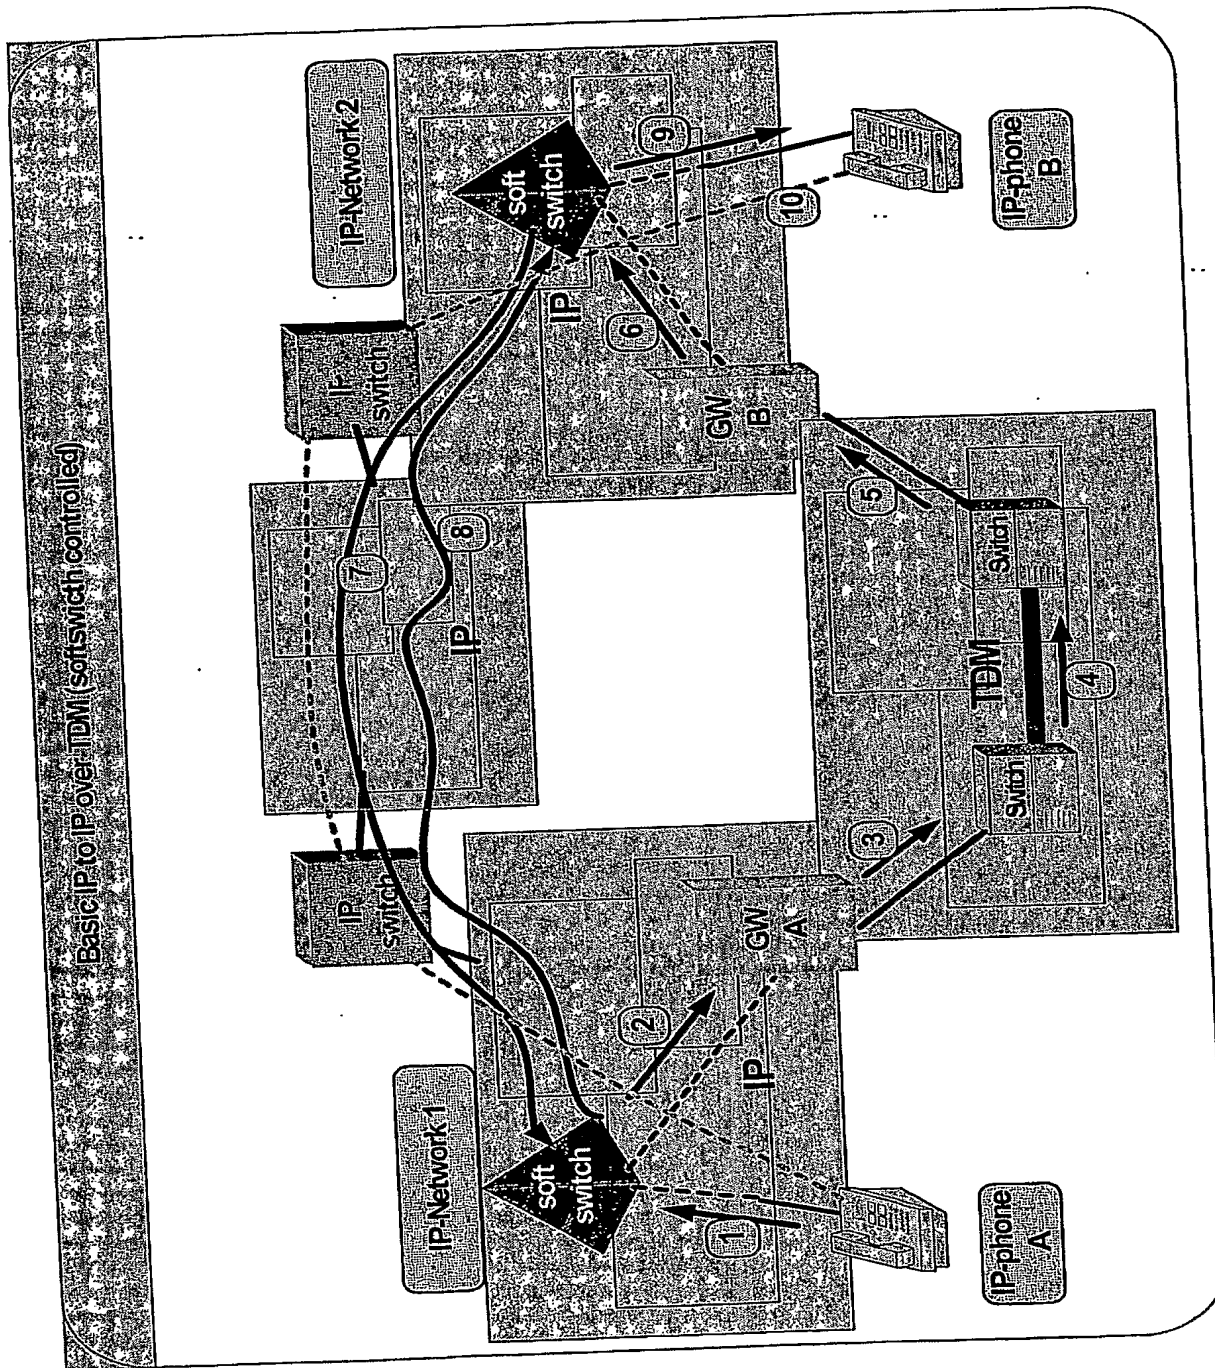 Basic IP to IP over TDM (softswicth controlled)
IP-Network 1
IP-Network 2
IP
switch
IP
switch
soft
switch
soft
switch
7
8
IP
2
1
IP
GW
A
IP
9
6
10
GW
B
3
5
TDM
Switch
Switch
4
IP-phone
A
IP-phone
B